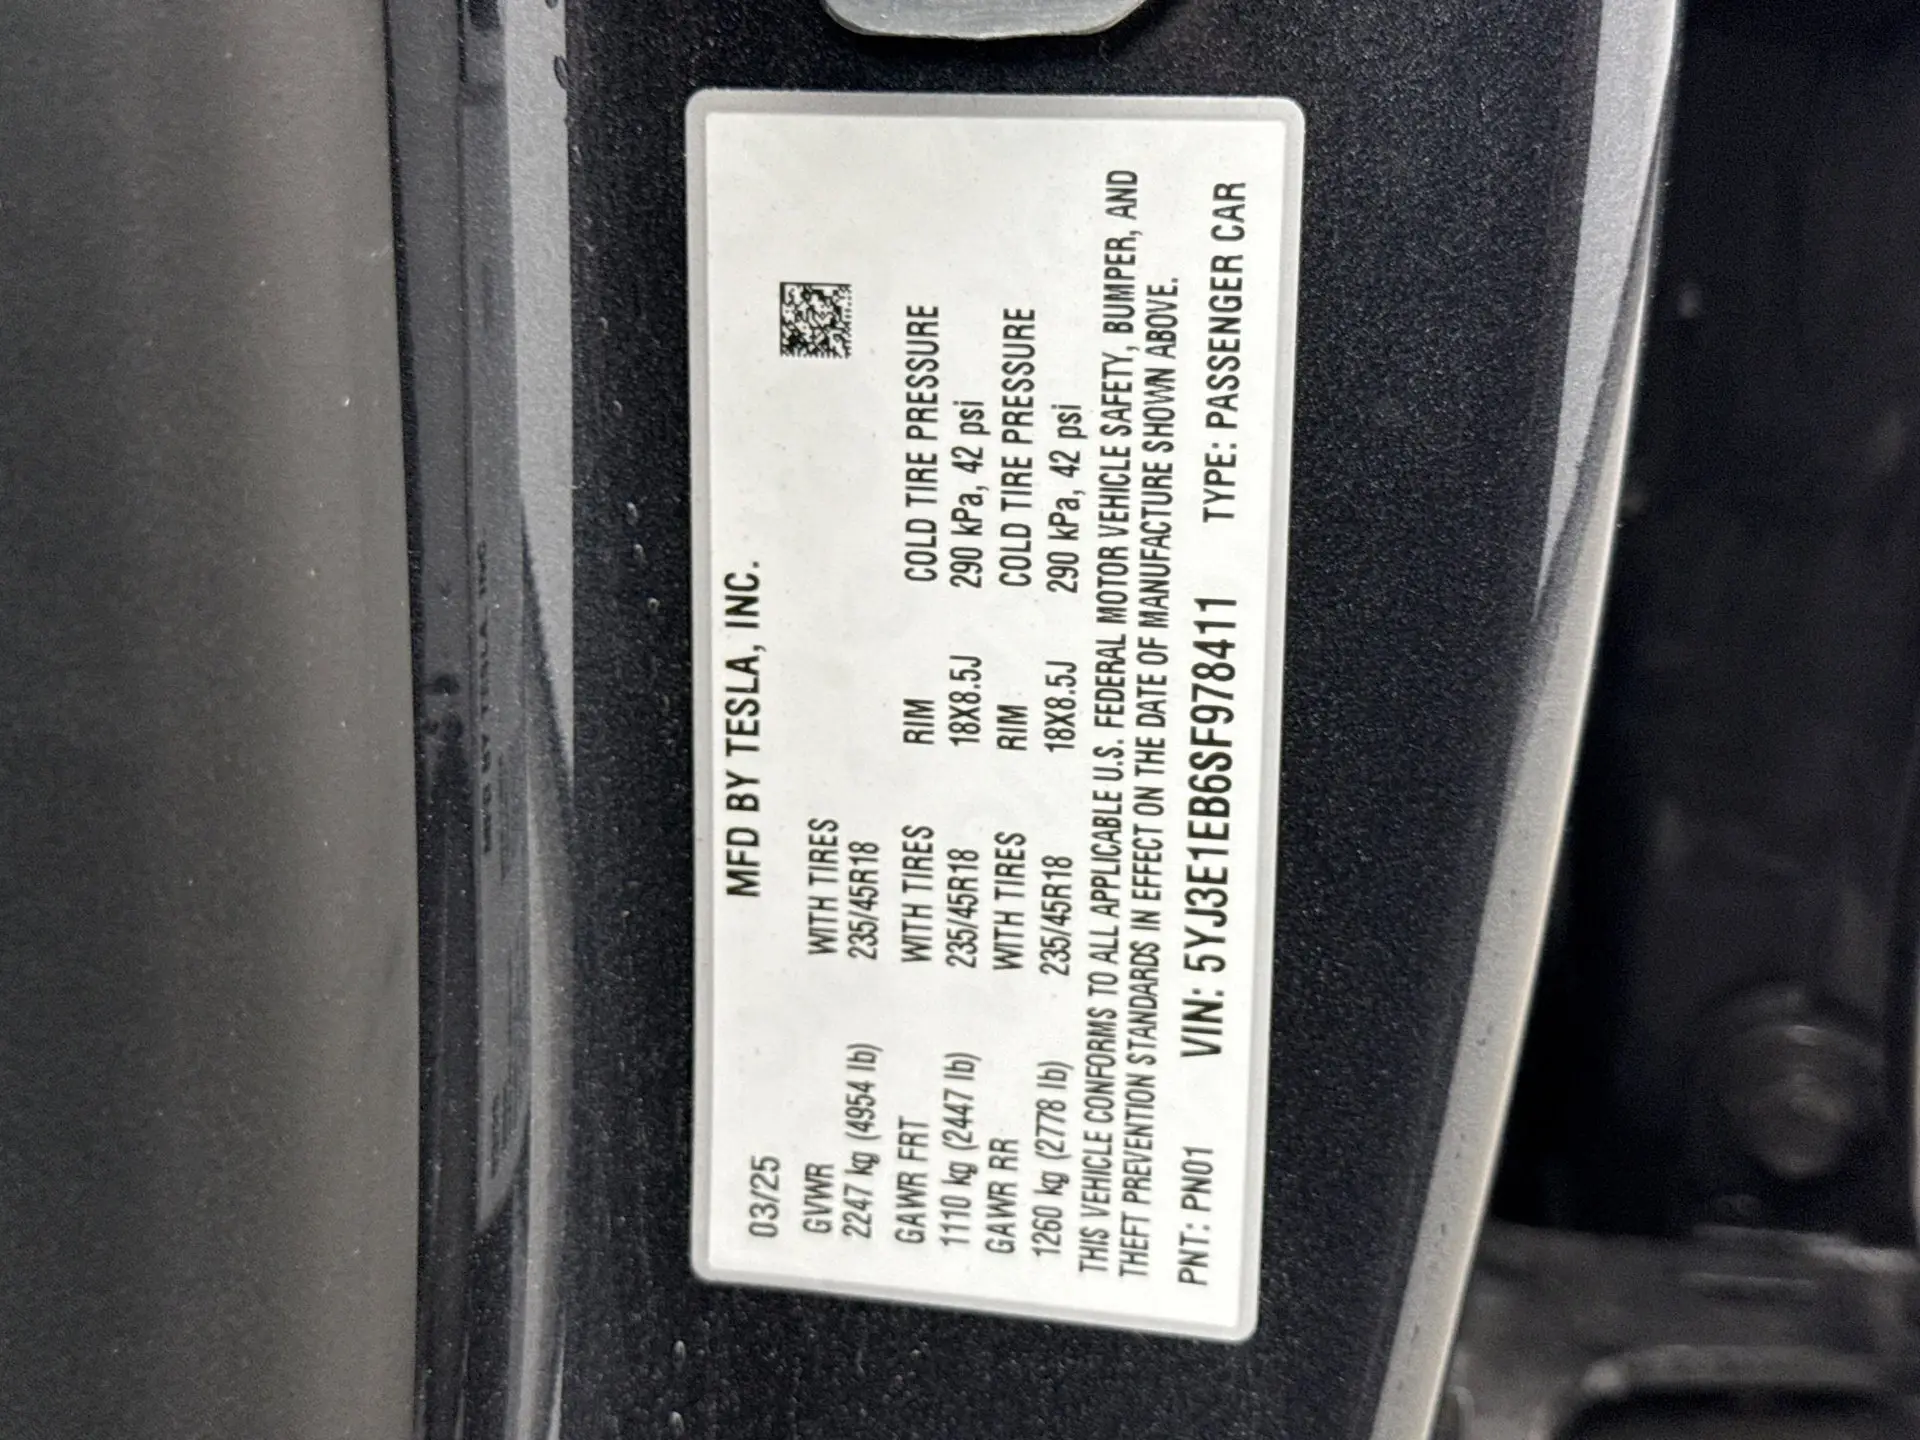 MFD BY TESLA, INC.
03/25
GVWR WITH TIRES
2247 kg (4954 lb) 235/45R18
GAWR FRT WITH TIRES RIM COLD TIRE PRESSURE
1110 kg (2447 lb) 235/45R18 18X8.5J 290 kPa, 42 psi
GAWR RR WITH TIRES RIM COLD TIRE PRESSURE
1260 kg (2778 lb) 235/45R18 18X8.5J 290 kPa, 42 psi
THIS VEHICLE CONFORMS TO ALL APPLICABLE U.S. FEDERAL MOTOR VEHICLE SAFETY, BUMPER, AND
THEFT PREVENTION STANDARDS IN EFFECT ON THE DATE OF MANUFACTURE SHOWN ABOVE.
PNT: PN01 VIN: 5YJ3E1EB6SF978411 TYPE: PASSENGER CAR